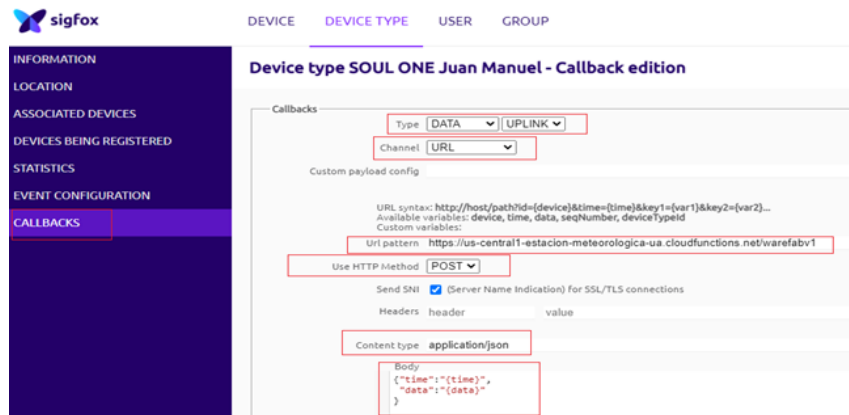 sigfox
DEVICE DEVICE TYPE USER GROUP
INFORMATION
LOCATION
ASSOCIATED DEVICES
DEVICES BEING REGISTERED
STATISTICS
EVENT CONFIGURATION
CALLBACKS
Device type SOUL ONE Juan Manuel - Callback edition
Callbacks
Type DATA UPLINK
Channel URL
Custom payload config
URL syntax: http://host/path?id={device}&time={time}&key1={var1}&key2={var2}...
Available variables: device, time, data, seqNumber, deviceTypeId
Custom variables:
Url pattern https://us-central1-estacion-meteorologica-ua.cloudfunctions.net/warefabv1
Use HTTP Method POST
Send SNI (Server Name Indication) for SSL/TLS connections
Headers header value
Content type application/json
Body
{"time":"{time}",
"data":"{data}"
}